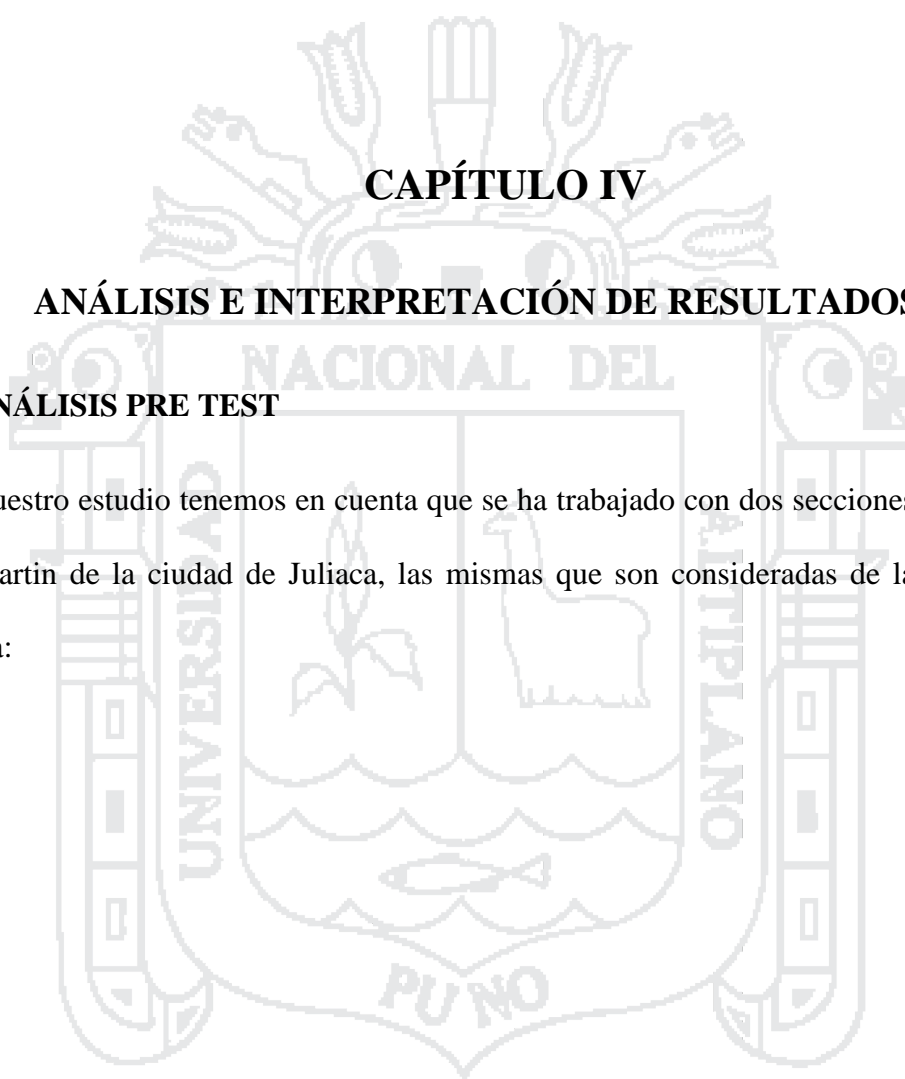 CAPÍTULO IV
ANÁLISIS E INTERPRETACIÓN DE RESULTADOS
NÁLISIS PRE TEST
uestro estudio tenemos en cuenta que se ha trabajado con dos secciones
artin de la ciudad de Juliaca, las mismas que son consideradas de la
a:
NACIONAL DEL
UNIVERSIDAD
ALTIPLANO
PUNO